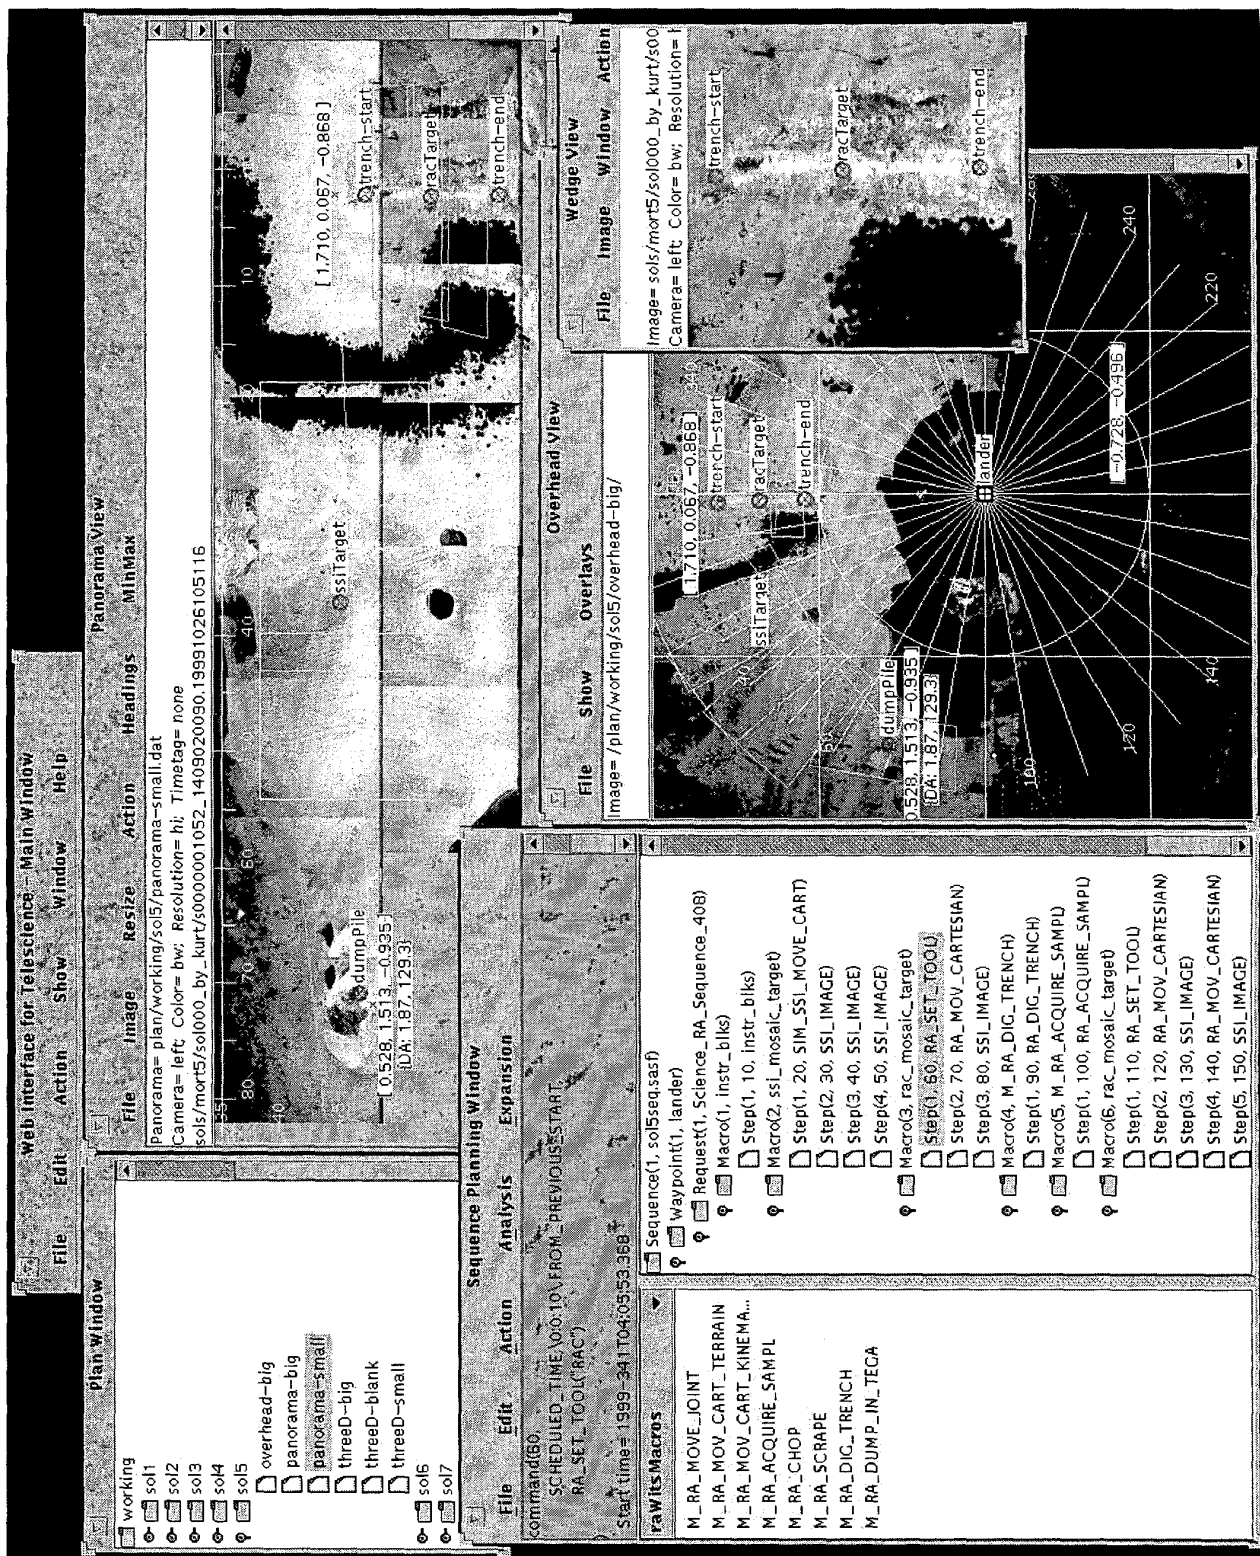 Web Interface for Telescience - Main Window
File Edit Action Show Window Help
Plan Window
working
sol1
sol2
sol3
sol4
sol5
overhead-big
panorama-big
panorama-small
threeD-big
threeD-blank
threeD-small
sol6
sol7
Panorama View
File Image Resize Action Headings MinMax
Panorama= plan/working/sol5/panorama-small.dat
Camera= left; Color= bw; Resolution= hi; Timetag= none
sols/mort5/sol000_by_kurt/s0000001052_1409020090.19991026105116
80 70 60 40 20 10
40
ssiTarget
[ 1.710, 0.067, -0.868 ]
trench-start
racTarget
trench-end
dumpPile
[ 0.528, 1.513, -0.935 ]
[DA: 1.87, 129.3]
Sequence Planning Window
File Edit Action Analysis Expansion
command(60,
SCHEDULED_TIME,\0:0:10\,FROM_PREVIOUS_START,
RA_SET_TOOL("RAC")
)
Start time= 1999-341T04:05:53.368
rawitsMacros
M_RA_MOVE_JOINT
M_RA_MOV_CART_TERRAIN
M_RA_MOV_CART_KINEMA...
M_RA_ACQUIRE_SAMPL
M_RA_CHOP
M_RA_SCRAPE
M_RA_DIG_TRENCH
M_RA_DUMP_IN_TEGA
Sequence(1, sol5seq.sasf)
Waypoint(1, lander)
Request(1, Science_RA_Sequence_408)
Macro(1, instr_blks)
Step(1, 10, instr_blks)
Macro(2, ssi_mosaic_target)
Step(1, 20, SIM_SSI_MOVE_CART)
Step(2, 30, SSI_IMAGE)
Step(3, 40, SSI_IMAGE)
Step(4, 50, SSI_IMAGE)
Macro(3, rac_mosaic_target)
Step(1, 60, RA_SET_TOOL)
Step(2, 70, RA_MOV_CARTESIAN)
Step(3, 80, SSI_IMAGE)
Macro(4, M_RA_DIG_TRENCH)
Step(1, 90, RA_DIG_TRENCH)
Macro(5, M_RA_ACQUIRE_SAMPL)
Step(1, 100, RA_ACQUIRE_SAMPL)
Macro(6, rac_mosaic_target)
Step(1, 110, RA_SET_TOOL)
Step(2, 120, RA_MOV_CARTESIAN)
Step(3, 130, SSI_IMAGE)
Step(4, 140, RA_MOV_CARTESIAN)
Step(5, 150, SSI_IMAGE)
Overhead View
File Show Overlays
Image= /plan/working/sol5/overhead-big/
[ 1.710, 0.067, -0.868 ]
340
trench-start
racTarget
trench-end
ssiTarget
dumpPile
0.528, 1.513, -0.935
[DA: 1.87, 129.3]
lander
-0.728, -0.496
100
120
140
220
240
Wedge View
File Image Window Action
Image= sols/mort5/sol000_by_kurt/s00
Camera= left; Color= bw; Resolution= h
trench-start
racTarget
trench-end